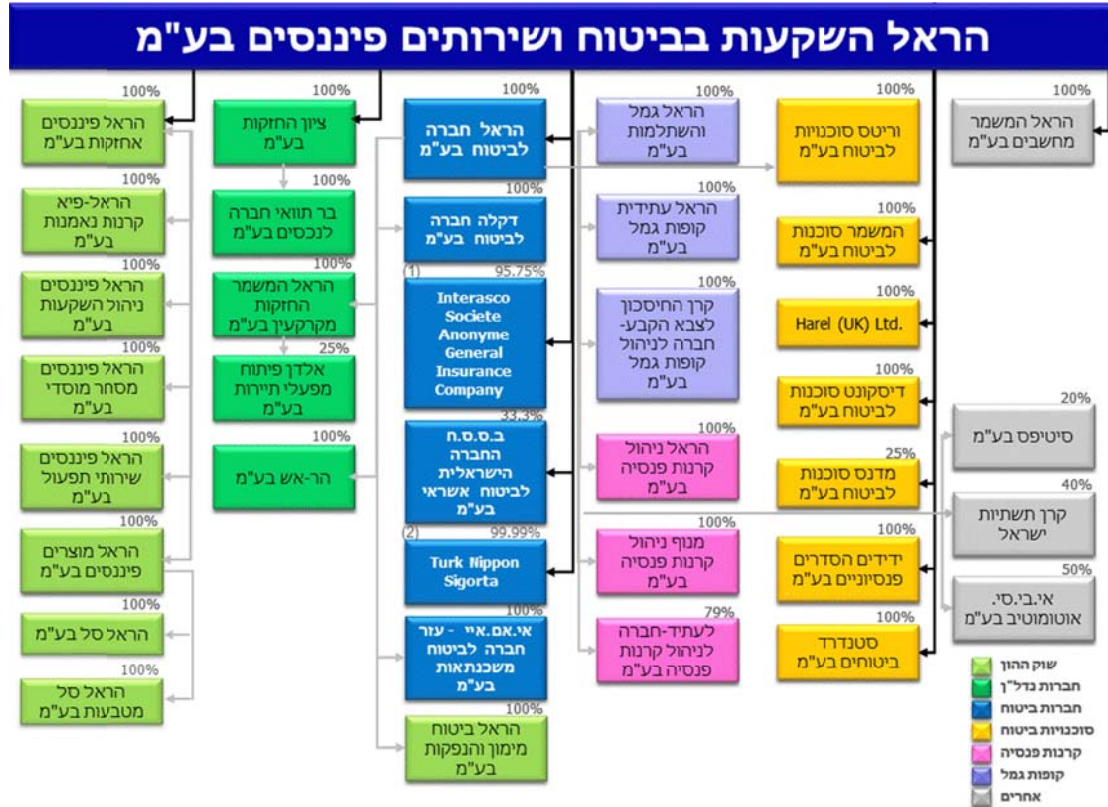 הראל השקעות בביטוח ושירותים פיננסים בע"מ
100%
הראל המשמר
מחשבים בע"מ
20%
סיטיפס בע"מ
40%
קרן תשתיות
ישראל
50%
אי.בי.סי.
אוטומוטיב בע"מ
100%
וריטס סוכנויות
לביטוח בע"מ
100%
המשמר סוכנות
לביטוח בע"מ
100%
Harel (UK) Ltd.
100%
דיסקונט סוכנות
לביטוח בע"מ
25%
מדנס סוכנות
לביטוח בע"מ
100%
ידידים הסדרים
פנסיוניים בע"מ
100%
סטנדרד
ביטוחים בע"מ
100%
הראל גמל
והשתלמות
בע"מ
100%
הראל עתידית
קופות גמל
בע"מ
100%
קרן החיסכון
לצבא הקבע-
חברה לניהול
קופות גמל
בע"מ
100%
הראל ניהול
קרנות פנסיה
בע"מ
100%
מנוף ניהול
קרנות פנסיה
בע"מ
79%
לעתיד-חברה
לניהול קרנות
פנסיה בע"מ
100%
הראל חברה
לביטוח בע"מ
100%
דקלה חברה
לביטוח בע"מ
(1) 95.75%
Interasco
Societe
Anonyme
General
Insurance
Company
33.3%
ב.ס.ס.ח
החברה
הישראלית
לביטוח אשראי
בע"מ
(2) 99.99%
Turk Nippon
Sigorta
100%
אי.אם.איי - עזר
חברה לביטוח
משכנתאות
בע"מ
100%
הראל ביטוח
מימון והנפקות
בע"מ
100%
ציון החזקות
בע"מ
100%
בר תוואי חברה
לנכסים בע"מ
100%
הראל המשמר
החזקות
מקרקעין בע"מ
25%
אלדן פיתוח
מפעלי תיירות
בע"מ
100%
הר-אש בע"מ
100%
הראל פיננסים
אחזקות בע"מ
100%
הראל-פיא
קרנות נאמנות
בע"מ
100%
הראל פיננסים
ניהול השקעות
בע"מ
100%
הראל פיננסים
מסחר מוסדי
בע"מ
100%
הראל פיננסים
שירותי תפעול
בע"מ
100%
הראל מוצרים
פיננסים בע"מ
100%
הראל סל בע"מ
100%
הראל סל
מטבעות בע"מ
שוק ההון
חברות נדל"ן
חברות ביטוח
סוכנויות ביטוח
קרנות פנסיה
קופות גמל
אחרים